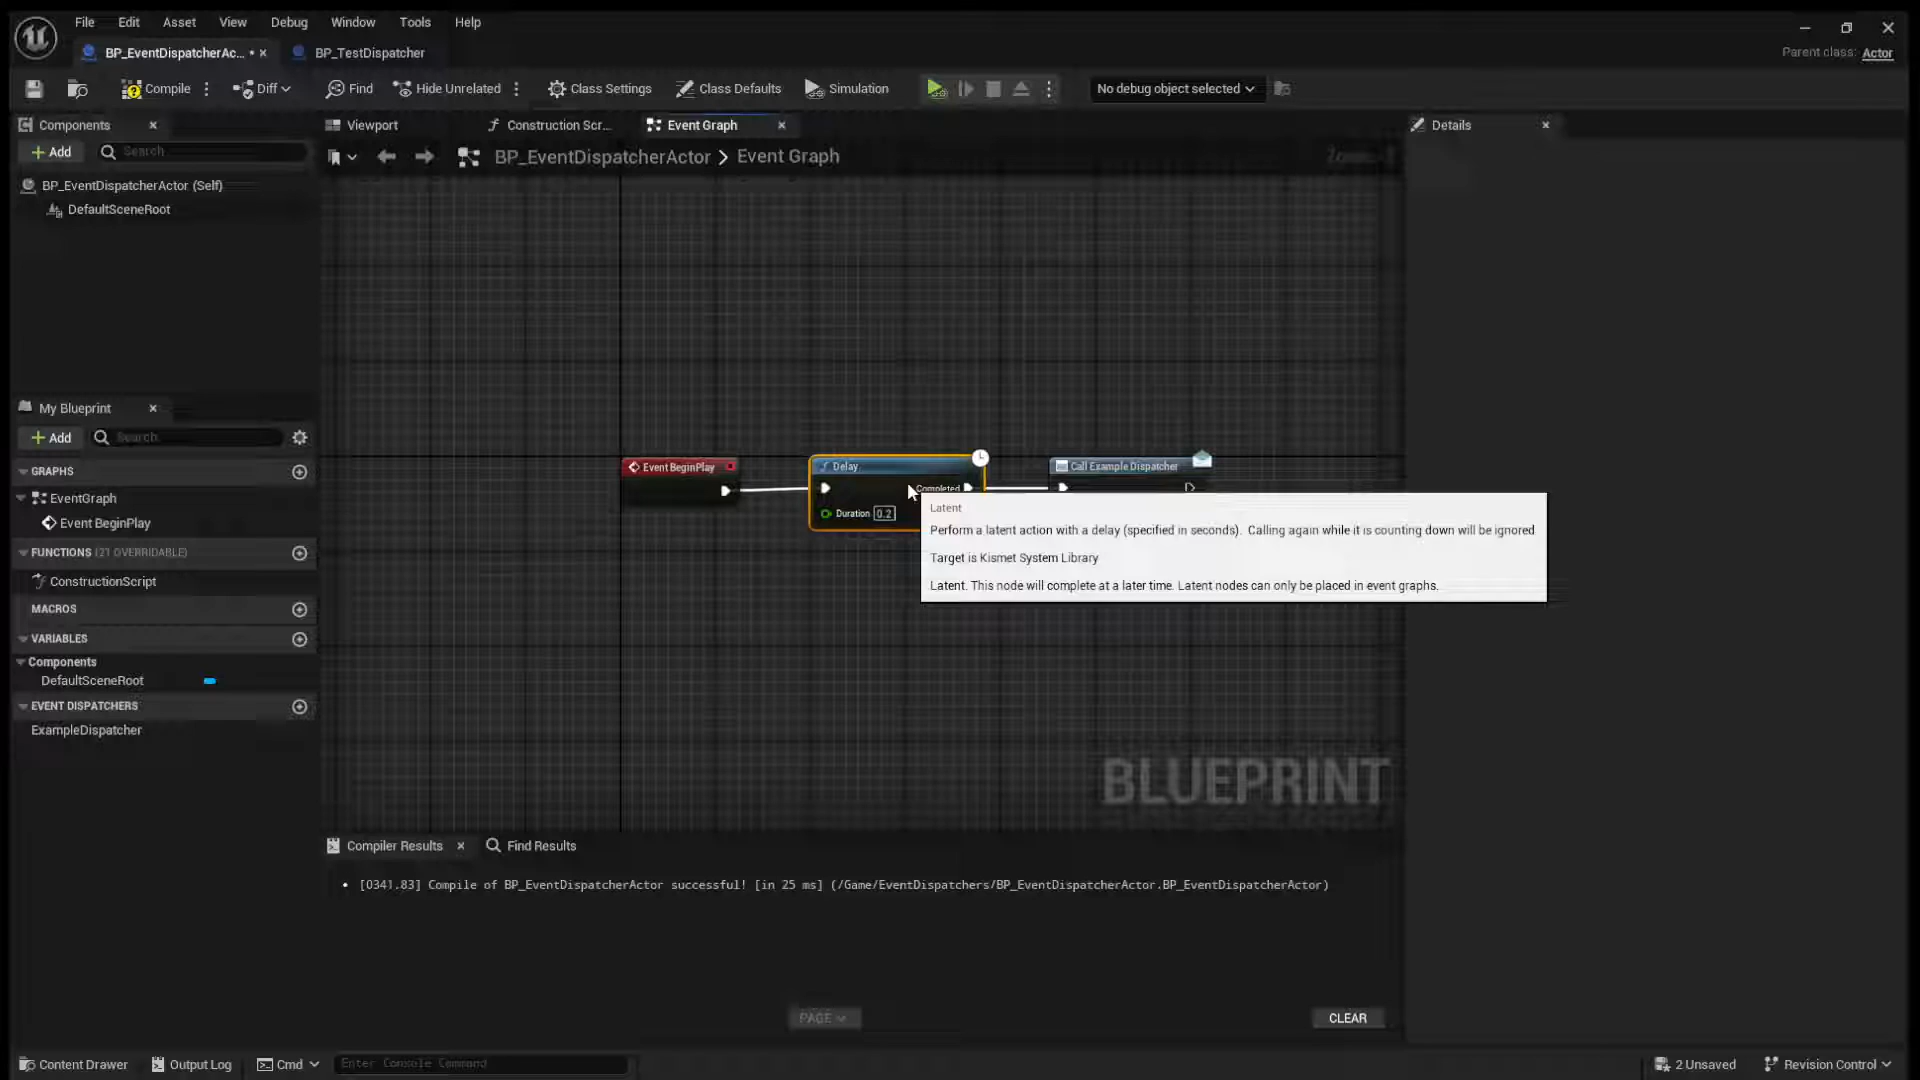 File Edit Asset View Debug Window Tools Help
BP_EventDispatcherAc... •
BP_TestDispatcher
Parent class: Actor
Compile
Diff
Find
Hide Unrelated
Class Settings
Class Defaults
Simulation
No debug object selected
Components
Viewport
Construction Scr...
Event Graph
Details
Add
Search
BP_EventDispatcherActor > Event Graph
BP_EventDispatcherActor (Self)
DefaultSceneRoot
My Blueprint
Add
Search
GRAPHS
EventGraph
Event BeginPlay
FUNCTIONS (21 OVERRIDABLE)
ConstructionScript
MACROS
VARIABLES
Components
DefaultSceneRoot
EVENT DISPATCHERS
ExampleDispatcher
Event BeginPlay
Delay
Completed
Duration 0.2
Call Example Dispatcher
Latent
Perform a latent action with a delay (specified in seconds). Calling again while it is counting down will be ignored
Target is Kismet System Library
Latent. This node will complete at a later time. Latent nodes can only be placed in event graphs.
BLUEPRINT
Compiler Results
Find Results
• [0341.83] Compile of BP_EventDispatcherActor successful! [in 25 ms] (/Game/EventDispatchers/BP_EventDispatcherActor.BP_EventDispatcherActor)
PAGE
CLEAR
Content Drawer
Output Log
Cmd
Enter Console Command
2 Unsaved
Revision Control